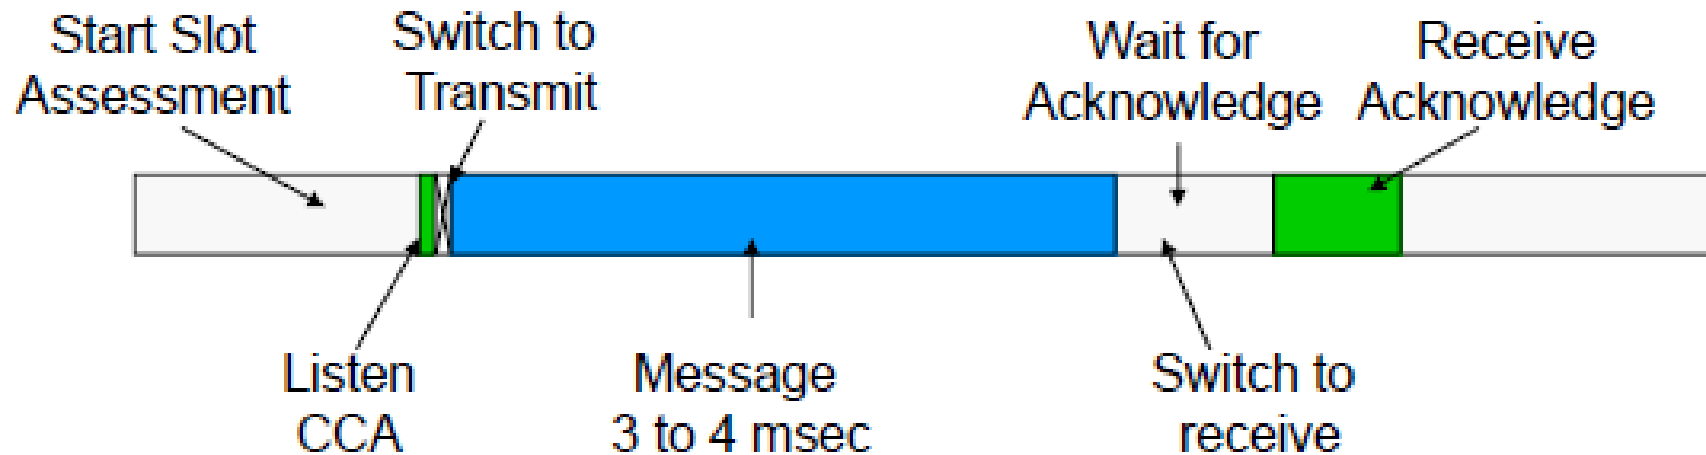 Start Slot
Assessment
Switch to
Transmit
Wait for
Acknowledge
Receive
Acknowledge
Listen
CCA
Message
3 to 4 msec
Switch to
receive